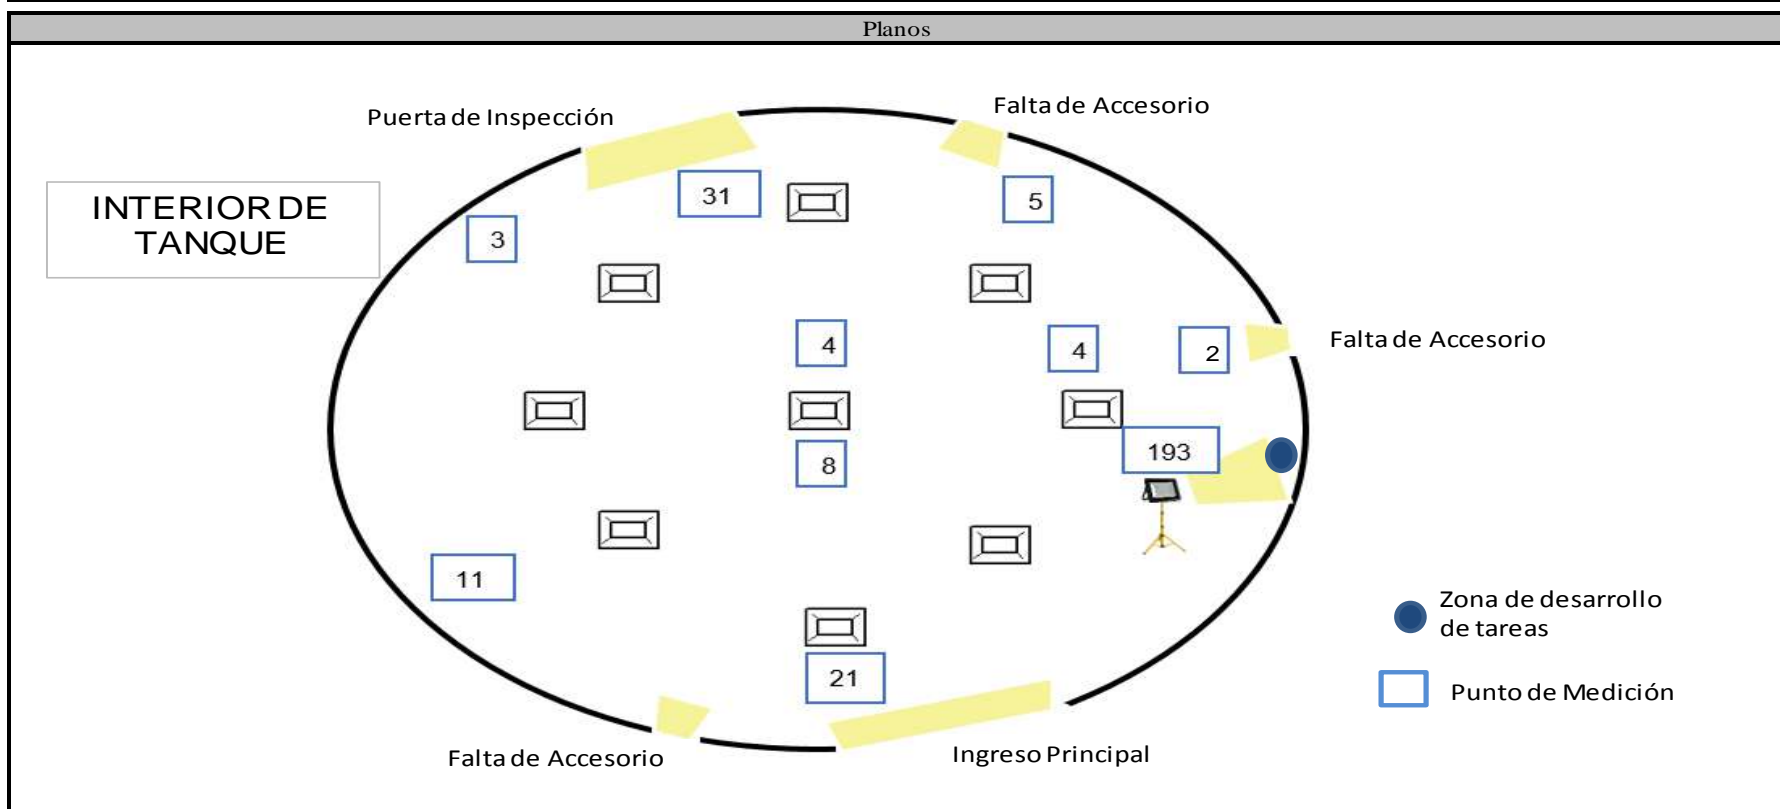 Planos
Puerta de Inspección
Falta de Accesorio
INTERIOR DE
TANQUE
31
5
3
4
4
2
Falta de Accesorio
193
8
11
Zona de desarrollo
de tareas
21
Punto de Medición
Falta de Accesorio
Ingreso Principal